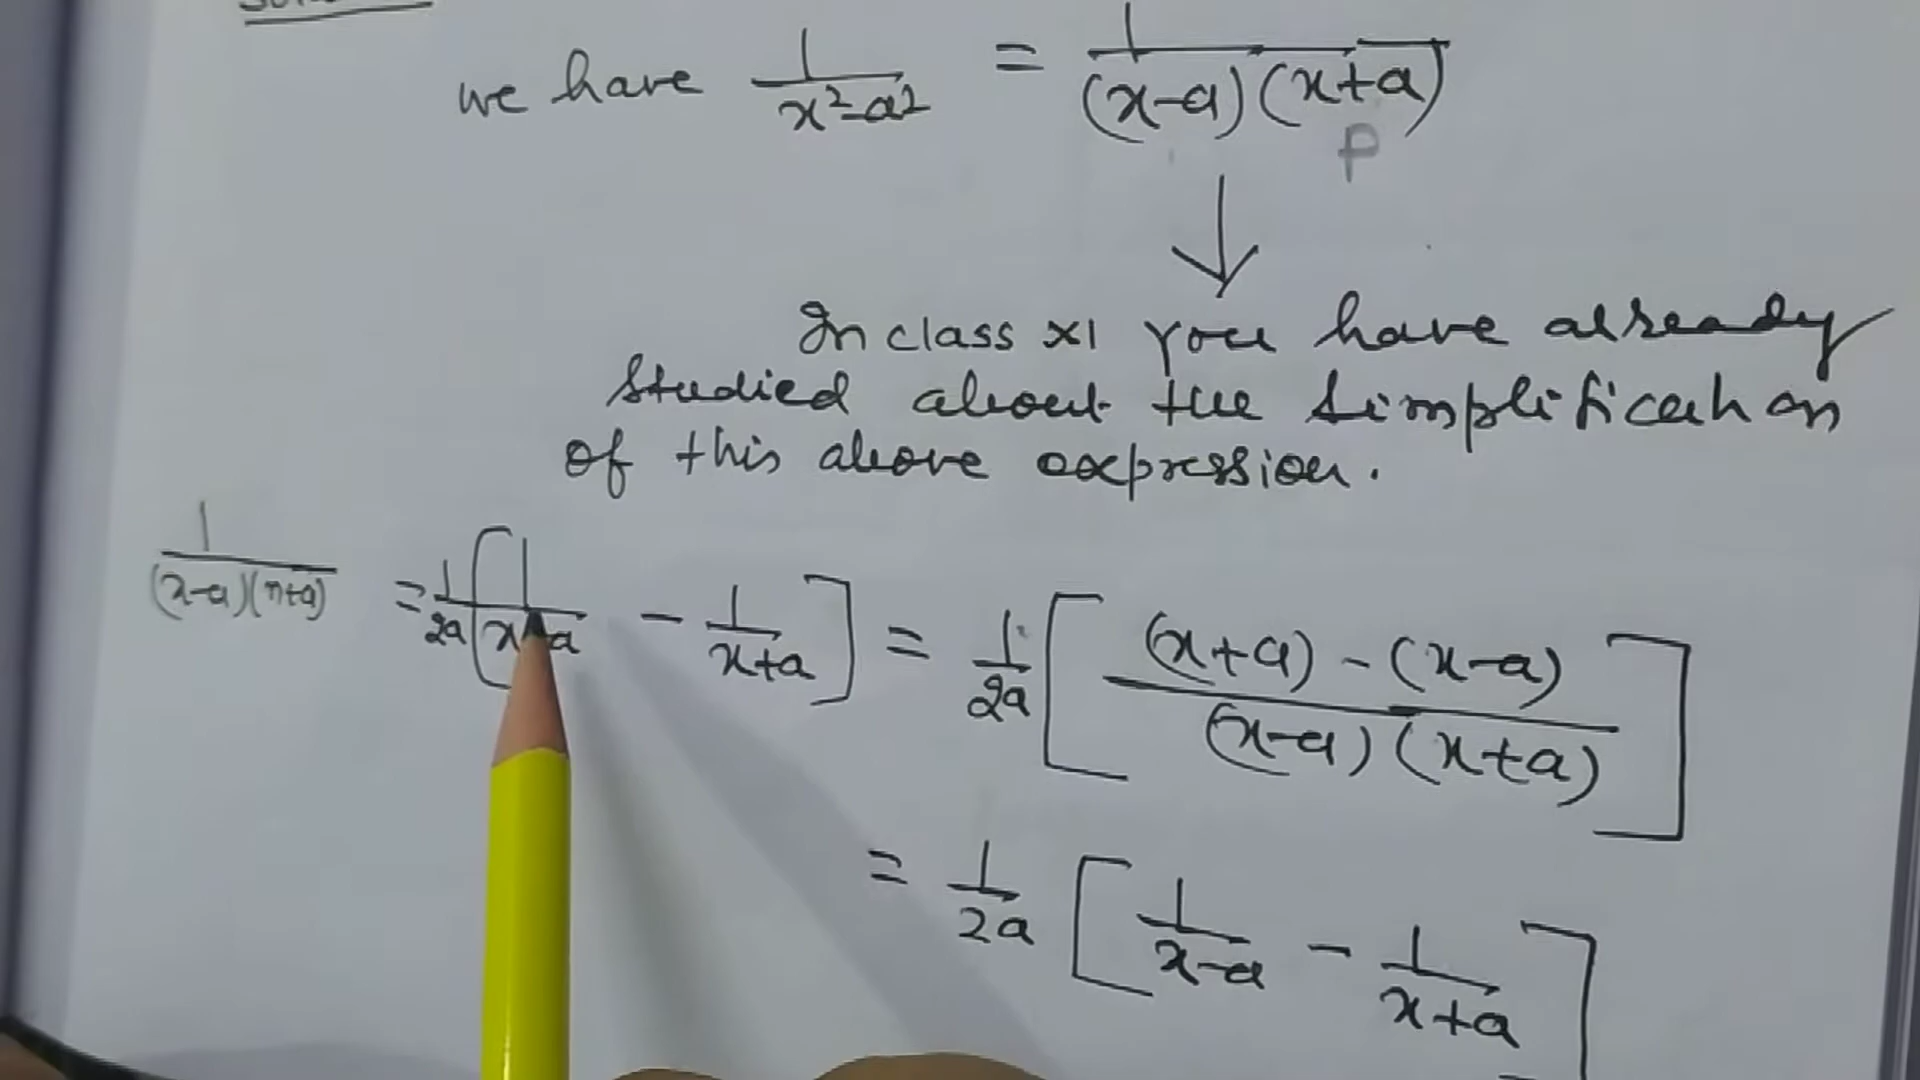 we have 1/(x²-a²) = 1/((x-a)(x+a))
P
In class XI you have already
studied about the simplification
of this above expression.
1/((x-a)(x+a)) = 1/2a [1/(x-a) - 1/(x+a)] = 1/2a [((x+a) - (x-a))/((x-a)(x+a))]
= 1/2a [1/(x-a) - 1/(x+a)]